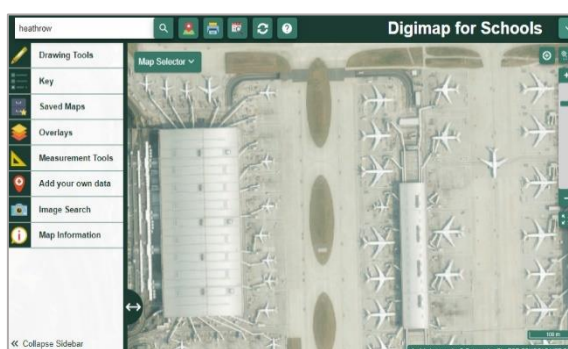 heathrow
Digimap for Schools
Drawing Tools
Map Selector
Key
Saved Maps
Overlays
Measurement Tools
Add your own data
Image Search
Map Information
100 m
Collapse Sidebar